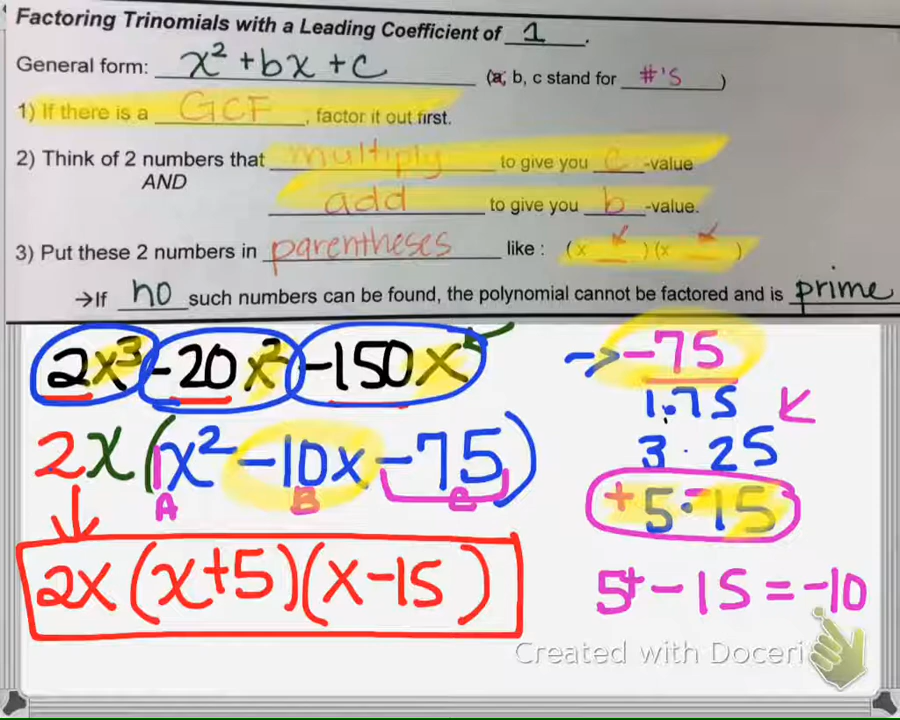 Factoring Trinomials with a Leading Coefficient of 1.
General form: x² + bx + c (a, b, c stand for #'s)
1) If there is a GCF, factor it out first.
2) Think of 2 numbers that multiply to give you c-value
AND
add to give you b-value.
3) Put these 2 numbers in parentheses like : (x )(x )
→If no such numbers can be found, the polynomial cannot be factored and is prime
2x³ -20x² -150x
2x(1x² -10x -75)
A B C
2x(x+5)(x-15)
→ -75
1·75
3·25
+5·-15
5+ -15 = -10
Created with Doceri